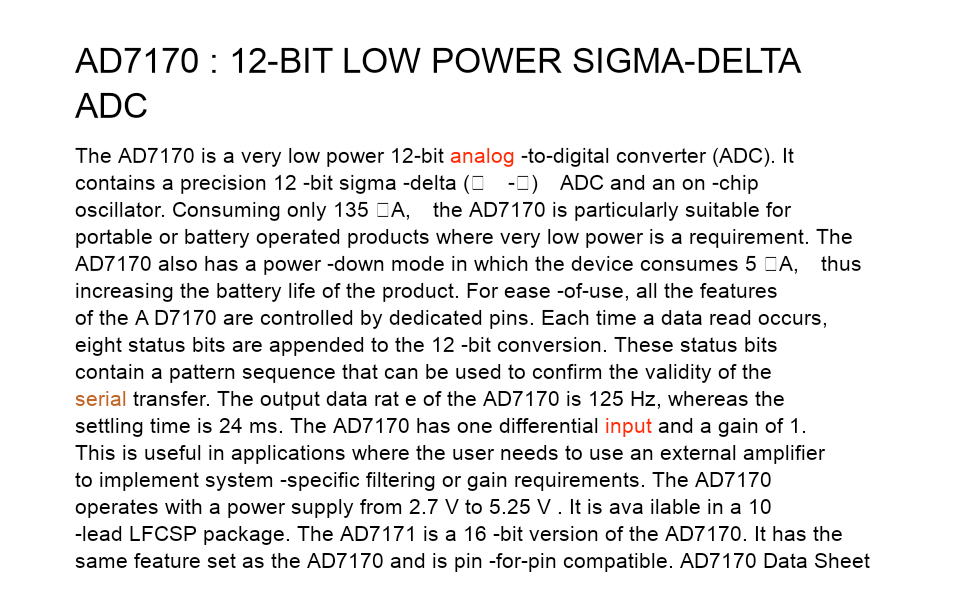 AD7170 : 12-BIT LOW POWER SIGMA-DELTA
ADC
The AD7170 is a very low power 12-bit analog -to-digital converter (ADC). It
contains a precision 12 -bit sigma -delta (□ -□) ADC and an on -chip
oscillator. Consuming only 135 □A, the AD7170 is particularly suitable for
portable or battery operated products where very low power is a requirement. The
AD7170 also has a power -down mode in which the device consumes 5 □A, thus
increasing the battery life of the product. For ease -of-use, all the features
of the A D7170 are controlled by dedicated pins. Each time a data read occurs,
eight status bits are appended to the 12 -bit conversion. These status bits
contain a pattern sequence that can be used to confirm the validity of the
serial transfer. The output data rat e of the AD7170 is 125 Hz, whereas the
settling time is 24 ms. The AD7170 has one differential input and a gain of 1.
This is useful in applications where the user needs to use an external amplifier
to implement system -specific filtering or gain requirements. The AD7170
operates with a power supply from 2.7 V to 5.25 V . It is ava ilable in a 10
-lead LFCSP package. The AD7171 is a 16 -bit version of the AD7170. It has the
same feature set as the AD7170 and is pin -for-pin compatible. AD7170 Data Sheet